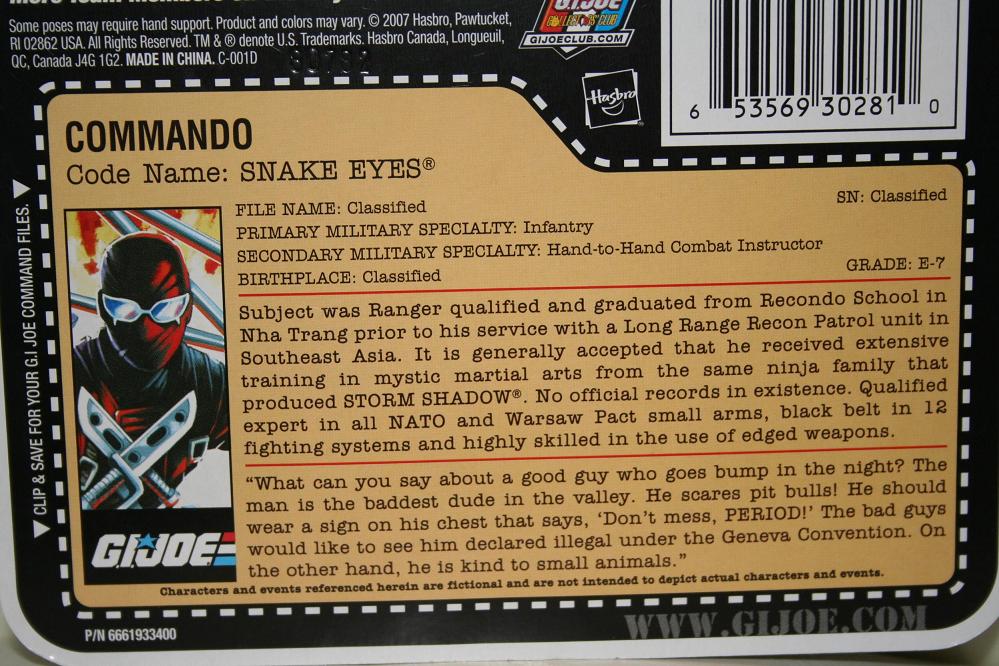 Some poses may require hand support. Product and colors may vary. © 2007 Hasbro, Pawtucket,
RI 02862 USA. All Rights Reserved. TM & ® denote U.S. Trademarks. Hasbro Canada, Longueuil,
QC, Canada J4G 1G2. MADE IN CHINA. C-001D
G.I.JOE
COLLECTORS' CLUB
GIJOECLUB.COM
Hasbro
6 53569 30281 0
COMMANDO
Code Name: SNAKE EYES®
FILE NAME: Classified
SN: Classified
PRIMARY MILITARY SPECIALTY: Infantry
SECONDARY MILITARY SPECIALTY: Hand-to-Hand Combat Instructor
BIRTHPLACE: Classified
GRADE: E-7
Subject was Ranger qualified and graduated from Recondo School in
Nha Trang prior to his service with a Long Range Recon Patrol unit in
Southeast Asia. It is generally accepted that he received extensive
training in mystic martial arts from the same ninja family that
produced STORM SHADOW®. No official records in existence. Qualified
expert in all NATO and Warsaw Pact small arms, black belt in 12
fighting systems and highly skilled in the use of edged weapons.
“What can you say about a good guy who goes bump in the night? The
man is the baddest dude in the valley. He scares pit bulls! He should
wear a sign on his chest that says, ‘Don’t mess, PERIOD!’ The bad guys
would like to see him declared illegal under the Geneva Convention. On
the other hand, he is kind to small animals.”
Characters and events referenced herein are fictional and are not intended to depict actual characters and events.
CLIP & SAVE FOR YOUR G.I. JOE COMMAND FILES.
G.I.JOE
P/N 6661933400
WWW.GIJOE.COM